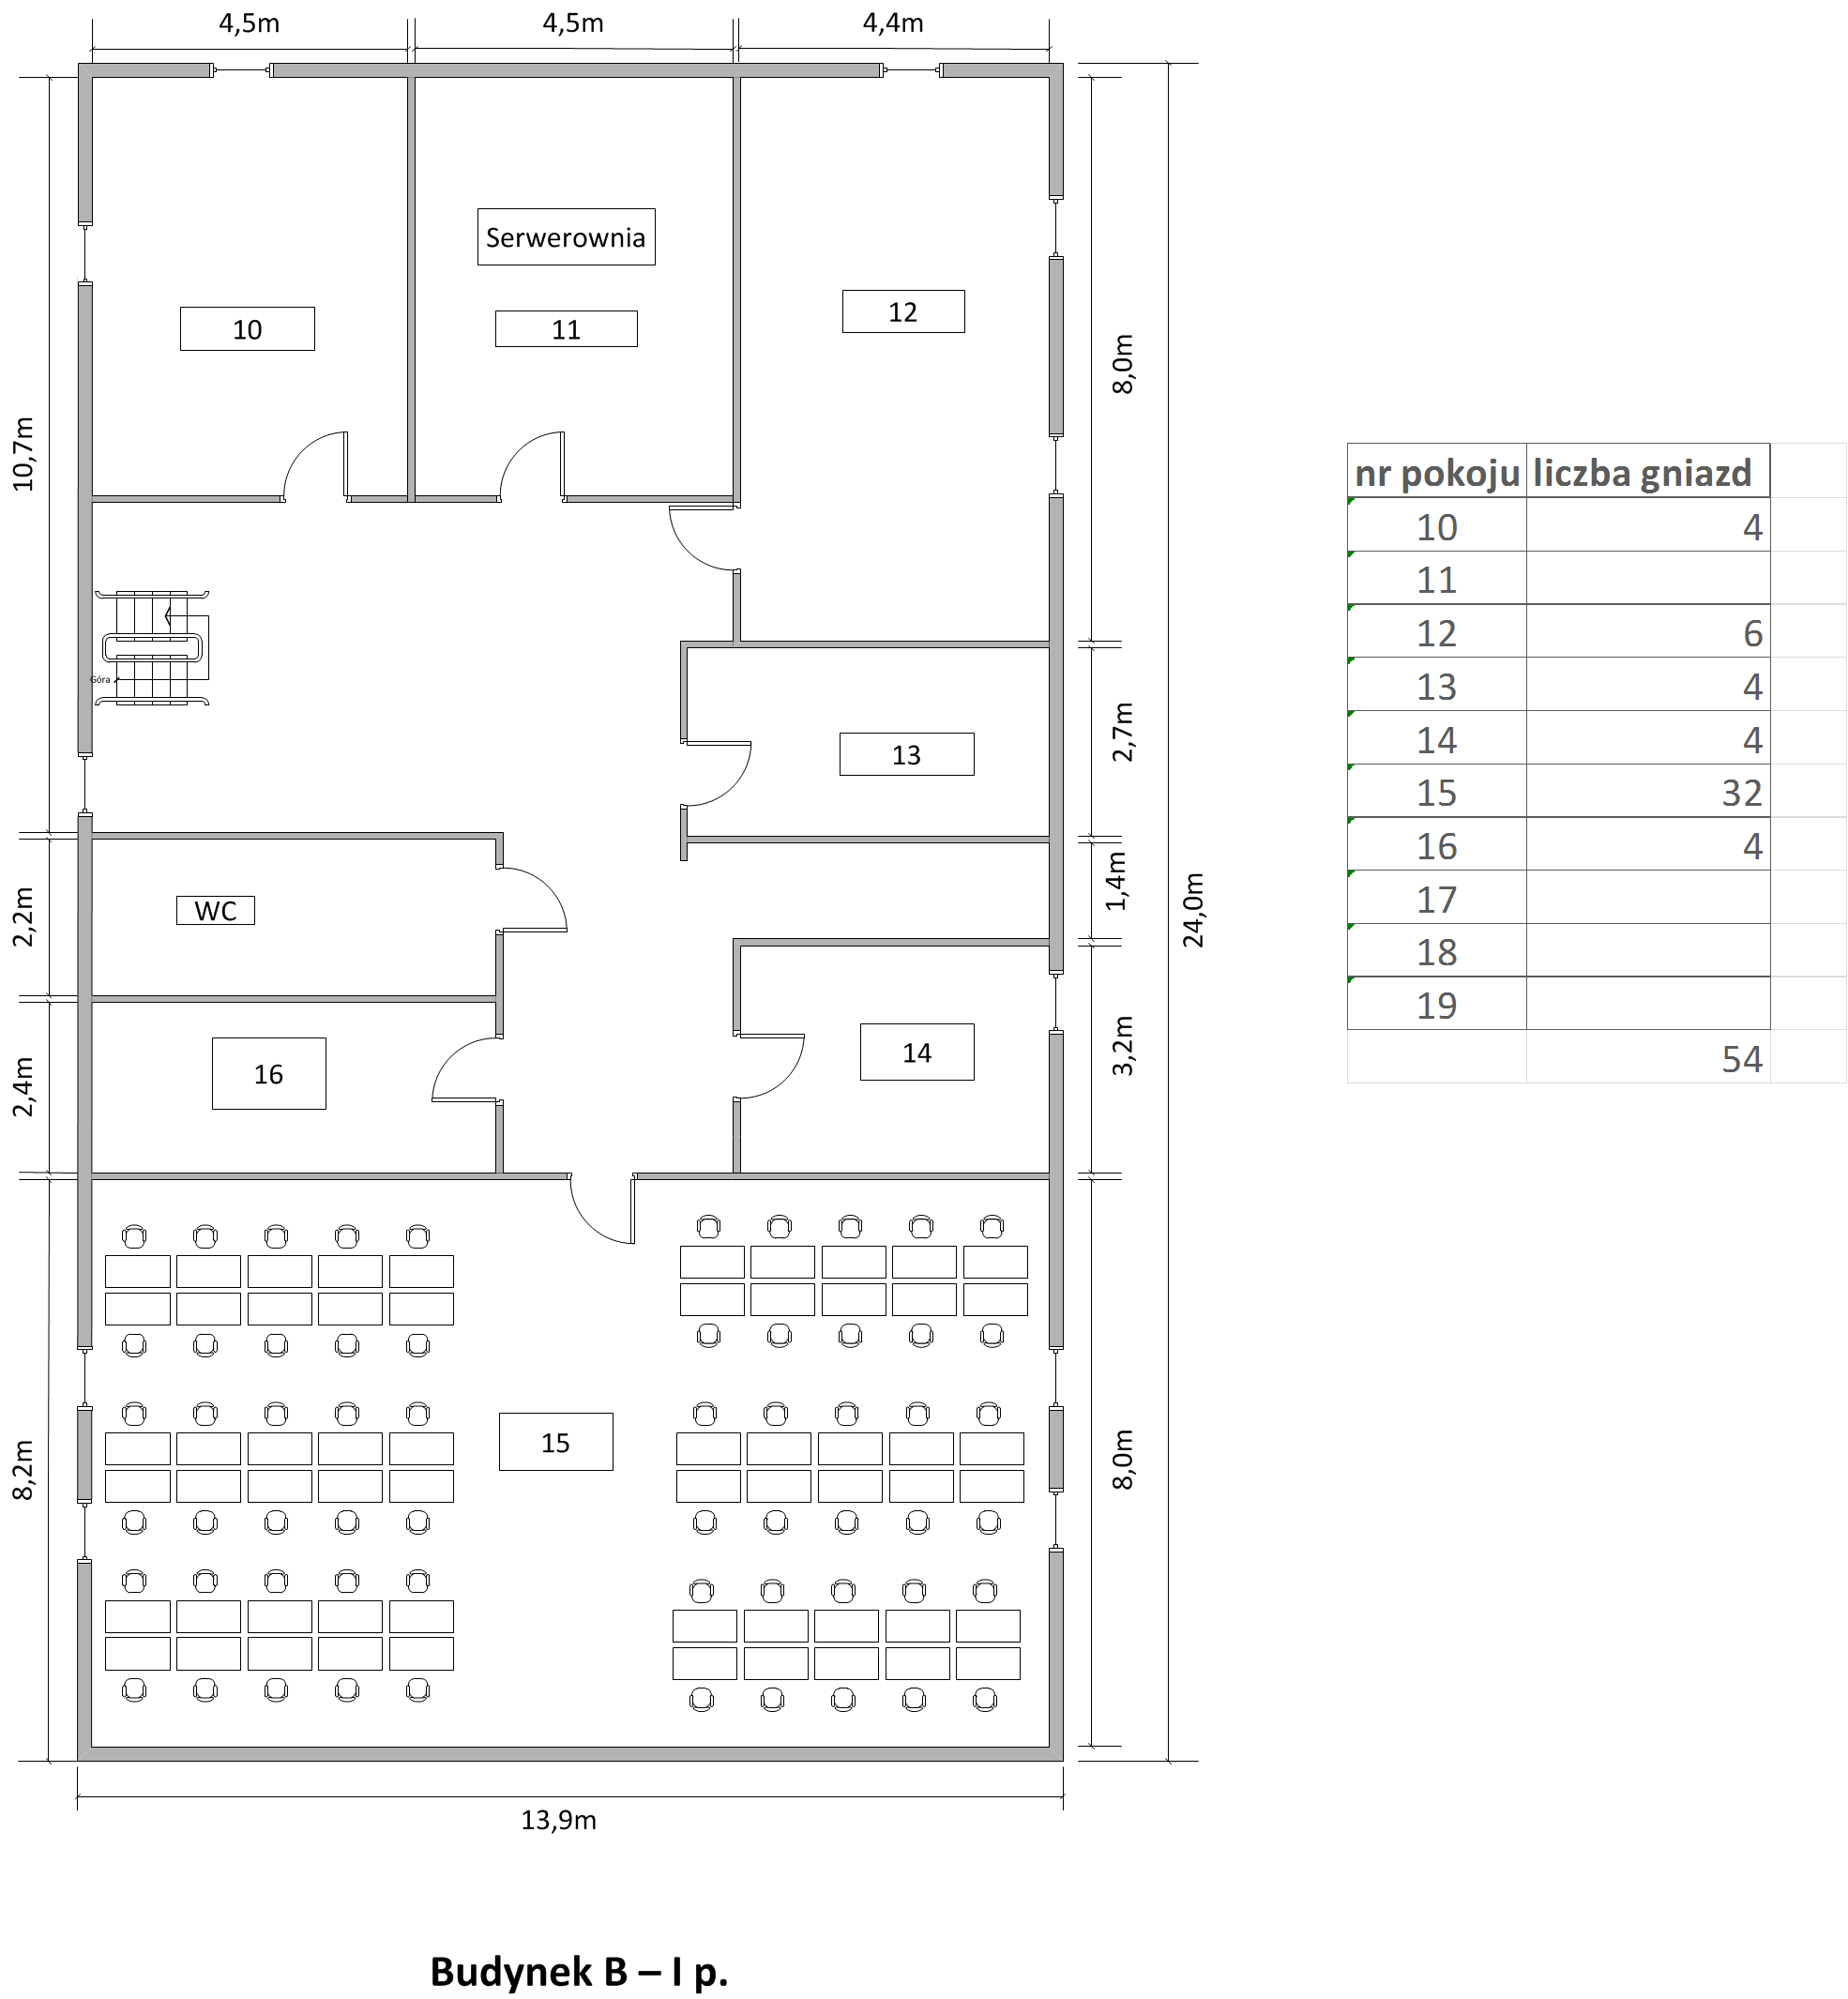 4,5m 4,5m 4,4m
Serwerownia
10 11 12
8,0m
10,7m
Góra
13
2,7m
WC
2,2m
1,4m
24,0m
16
14
2,4m
3,2m
15
8,2m
8,0m
13,9m
Budynek B – I p.
nr pokoju liczba gniazd
10 4
11
12 6
13 4
14 4
15 32
16 4
17
18
19
54